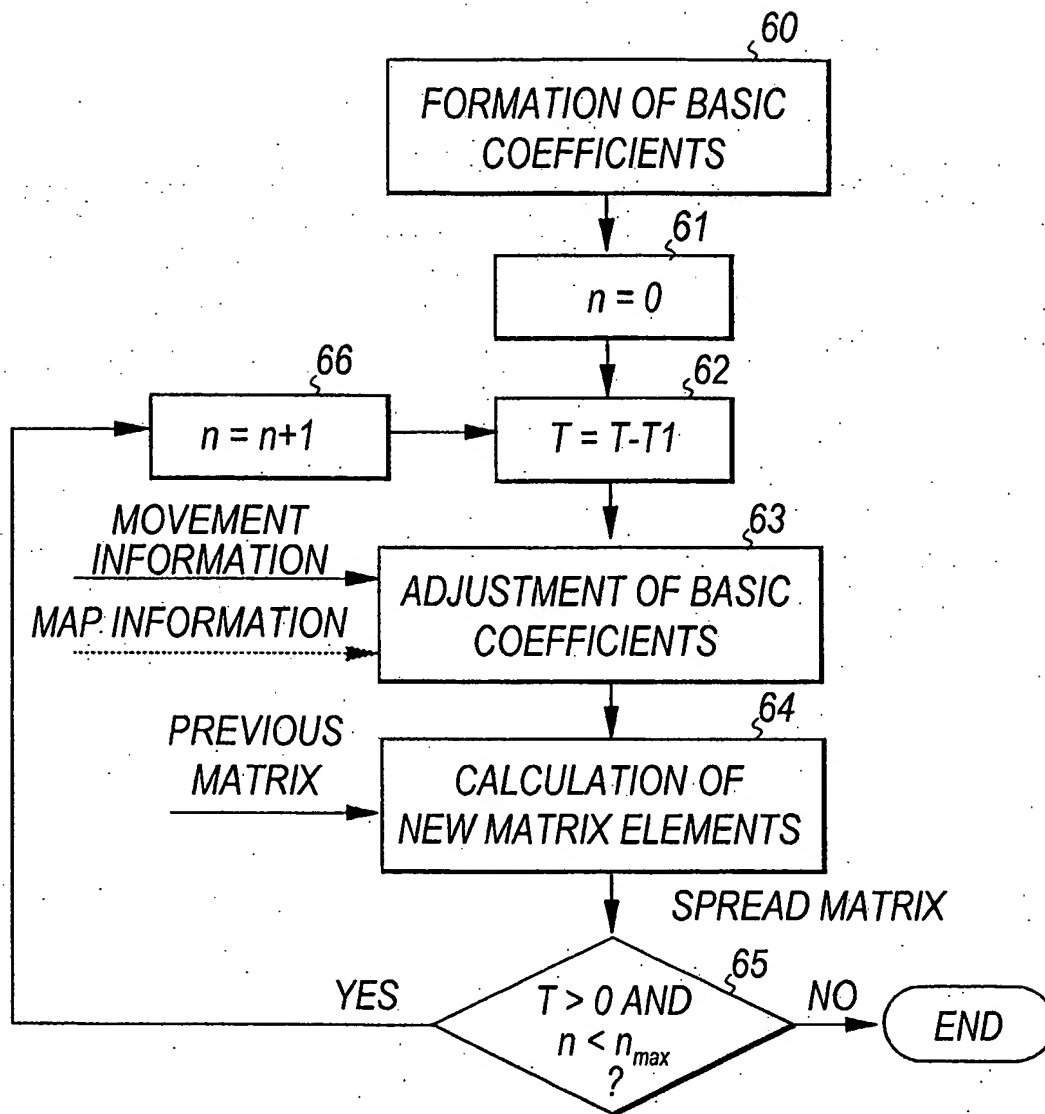 60
FORMATION OF BASIC
COEFFICIENTS
61
n = 0
66
n = n+1
62
T = T-T1
MOVEMENT
INFORMATION
MAP INFORMATION
63
ADJUSTMENT OF BASIC
COEFFICIENTS
PREVIOUS
MATRIX
64
CALCULATION OF
NEW MATRIX ELEMENTS
SPREAD MATRIX
65
YES
T > 0 AND
n < nmax
?
NO
END